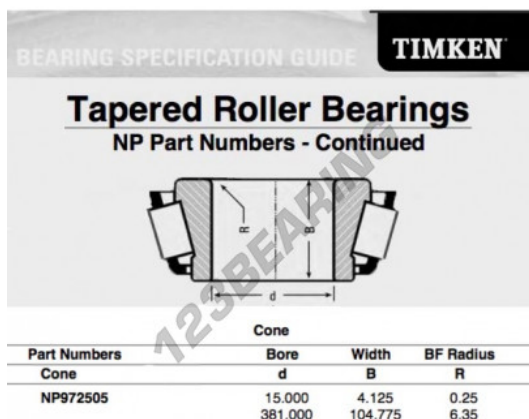 BEARING SPECIFICATION GUIDE
TIMKEN
Tapered Roller Bearings
NP Part Numbers - Continued
R
B
d
123BEARING
Cone
Part Numbers Bore Width BF Radius
Cone d B R
NP972505 15.000 4.125 0.25
381.000 104.775 6.35